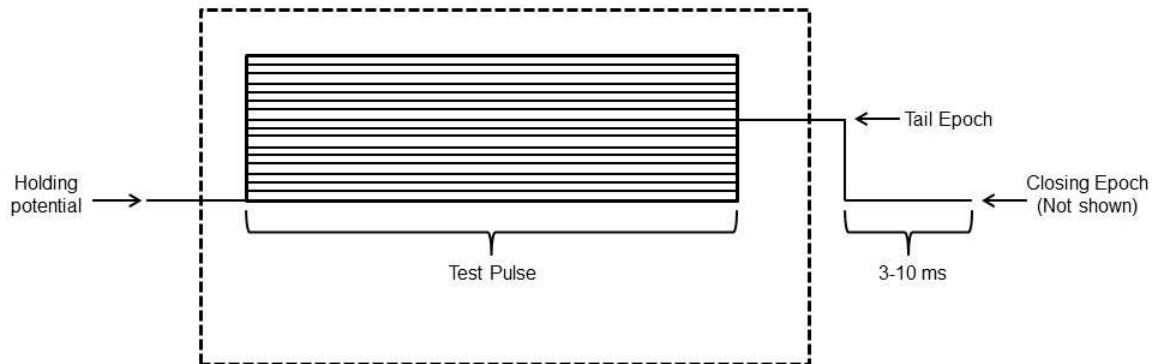 Holding
potential
Tail Epoch
Closing Epoch
(Not shown)
Test Pulse
3-10 ms